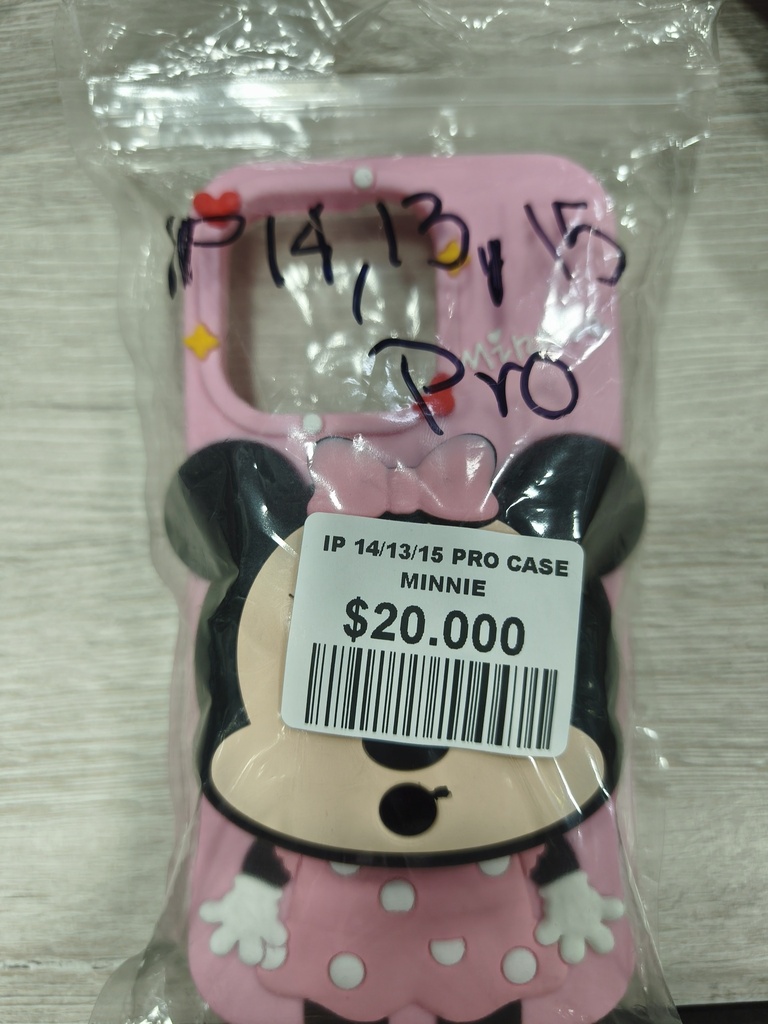 iP 14, 13, 15
Pro
IP 14/13/15 PRO CASE
MINNIE
$20.000